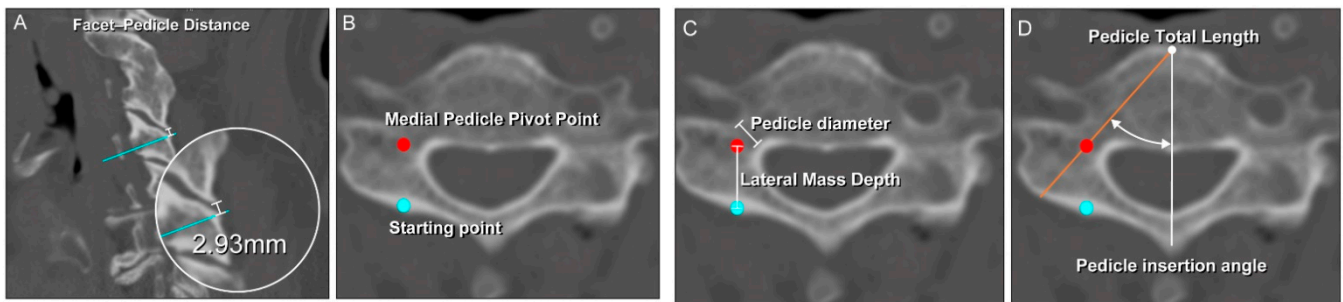 A
Facet–Pedicle Distance
2.93mm
B
Medial Pedicle Pivot Point
Starting point
C
Pedicle diameter
Lateral Mass Depth
D
Pedicle Total Length
Pedicle insertion angle